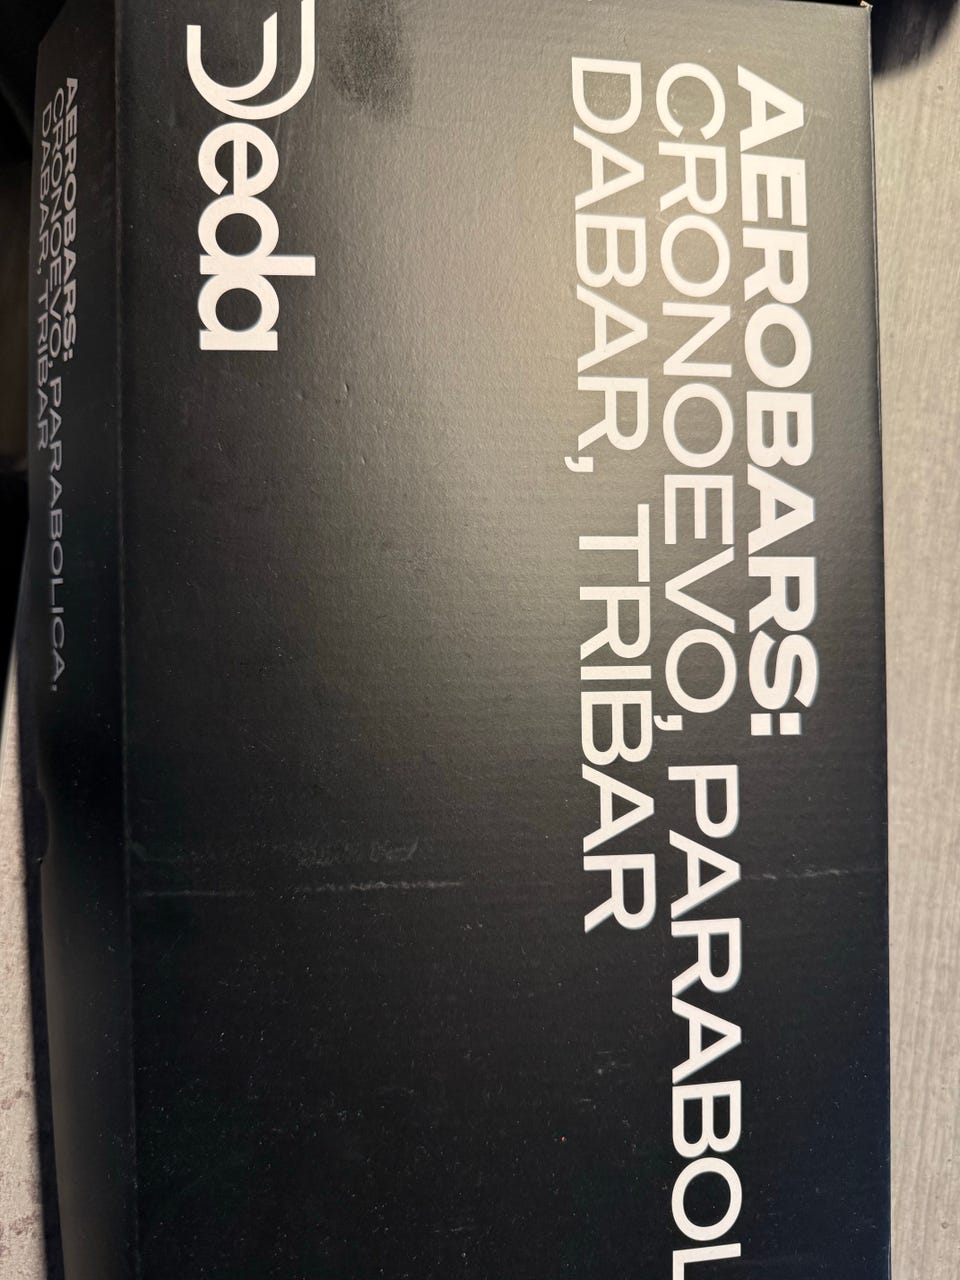 AEROBARS:
CRONOEVO, PARABOL
DABAR, TRIBAR
Deda
AEROBARS:
CRONOEVO, PARABOLICA,
DABAR, TRIBAR